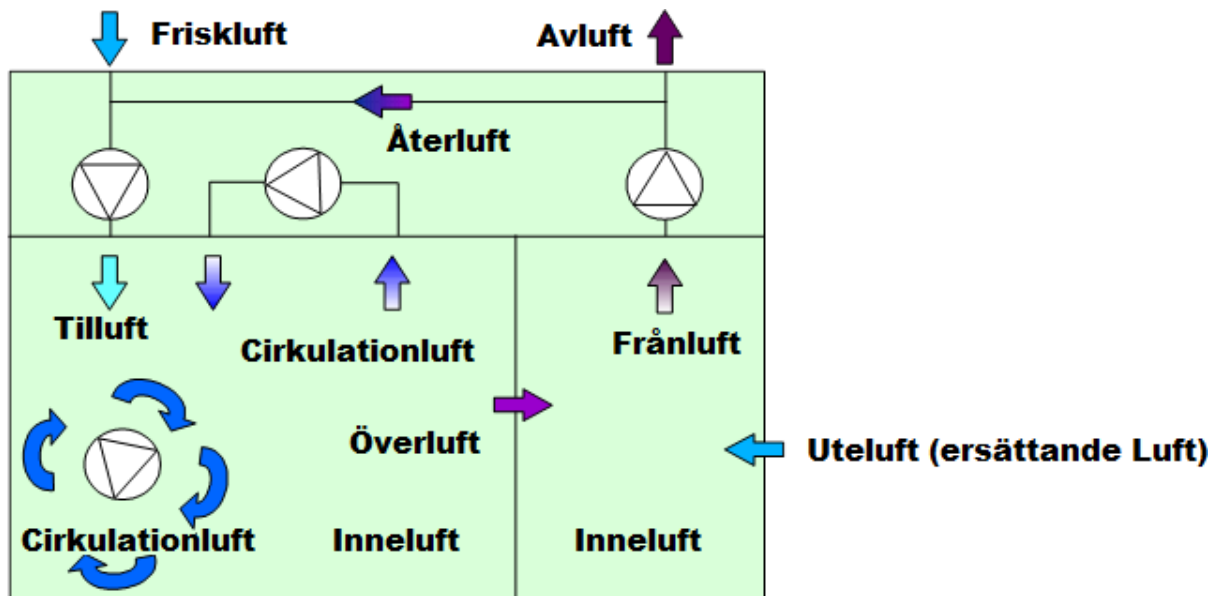 Friskluft
Avluft
Återluft
Tilluft
Cirkulationluft
Frånluft
Överluft
Uteluft (ersättande Luft)
Cirkulationluft
Inneluft
Inneluft